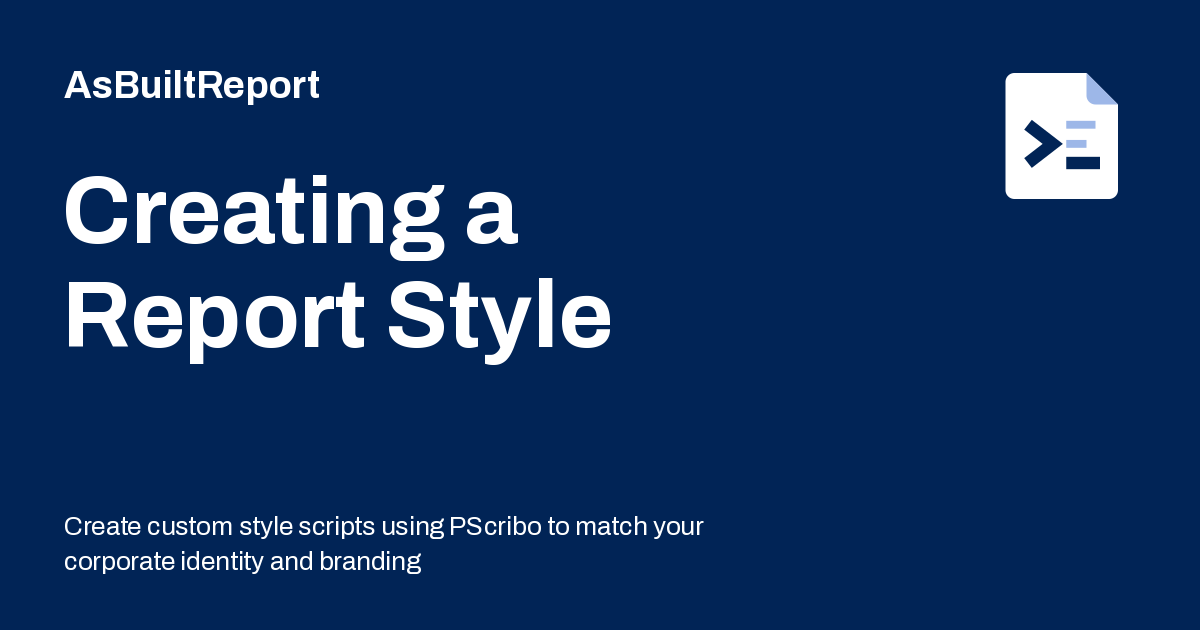 AsBuiltReport
Creating a
Report Style
Create custom style scripts using PScribo to match your
corporate identity and branding